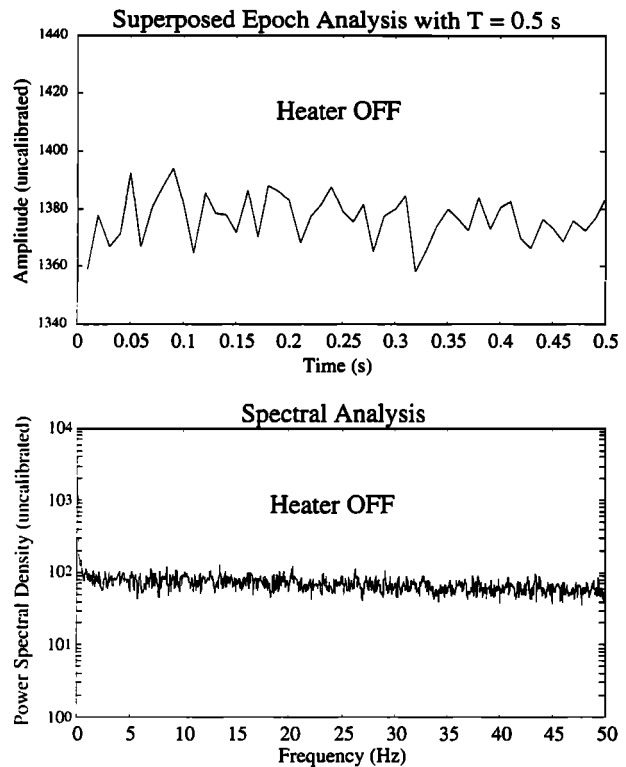 Superposed Epoch Analysis with T = 0.5 s
Amplitude (uncalibrated)
1440
1420
1400
1380
1360
1340
Heater OFF
0 0.05 0.1 0.15 0.2 0.25 0.3 0.35 0.4 0.45 0.5
Time (s)
Spectral Analysis
Power Spectral Density (uncalibrated)
104
103
102
101
100
Heater OFF
0 5 10 15 20 25 30 35 40 45 50
Frequency (Hz)